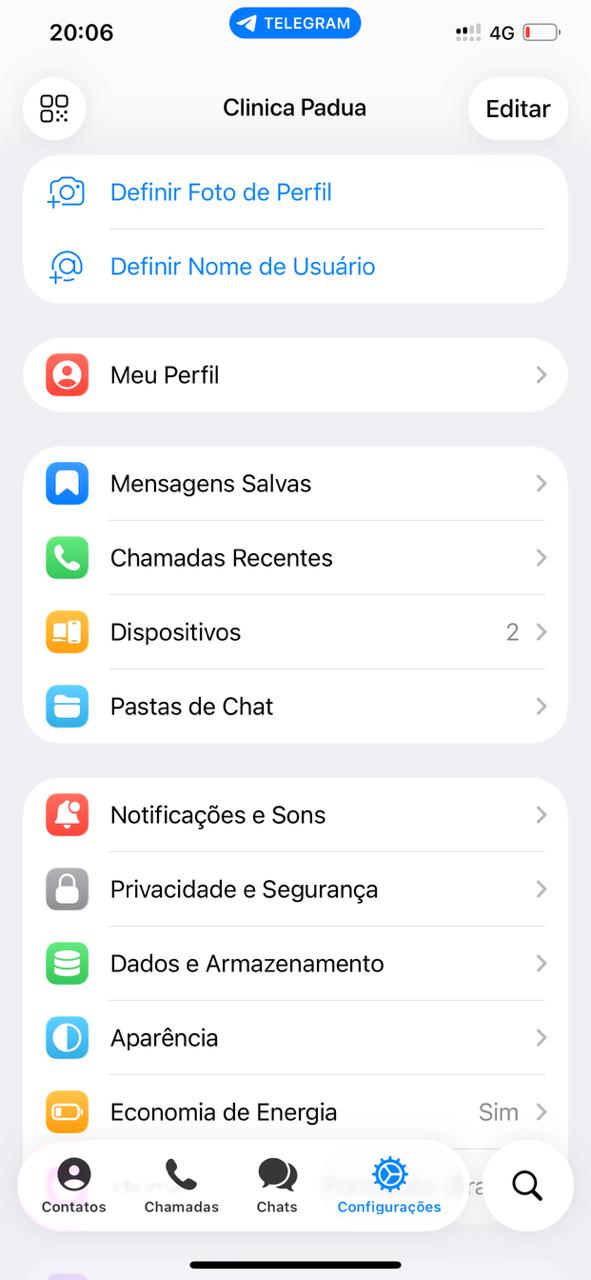 20:06
TELEGRAM
4G
Clinica Padua
Editar
Definir Foto de Perfil
Definir Nome de Usuário
Meu Perfil
Mensagens Salvas
Chamadas Recentes
Dispositivos 2
Pastas de Chat
Notificações e Sons
Privacidade e Segurança
Dados e Armazenamento
Aparência
Economia de Energia Sim
Contatos
Chamadas
Chats
Configurações